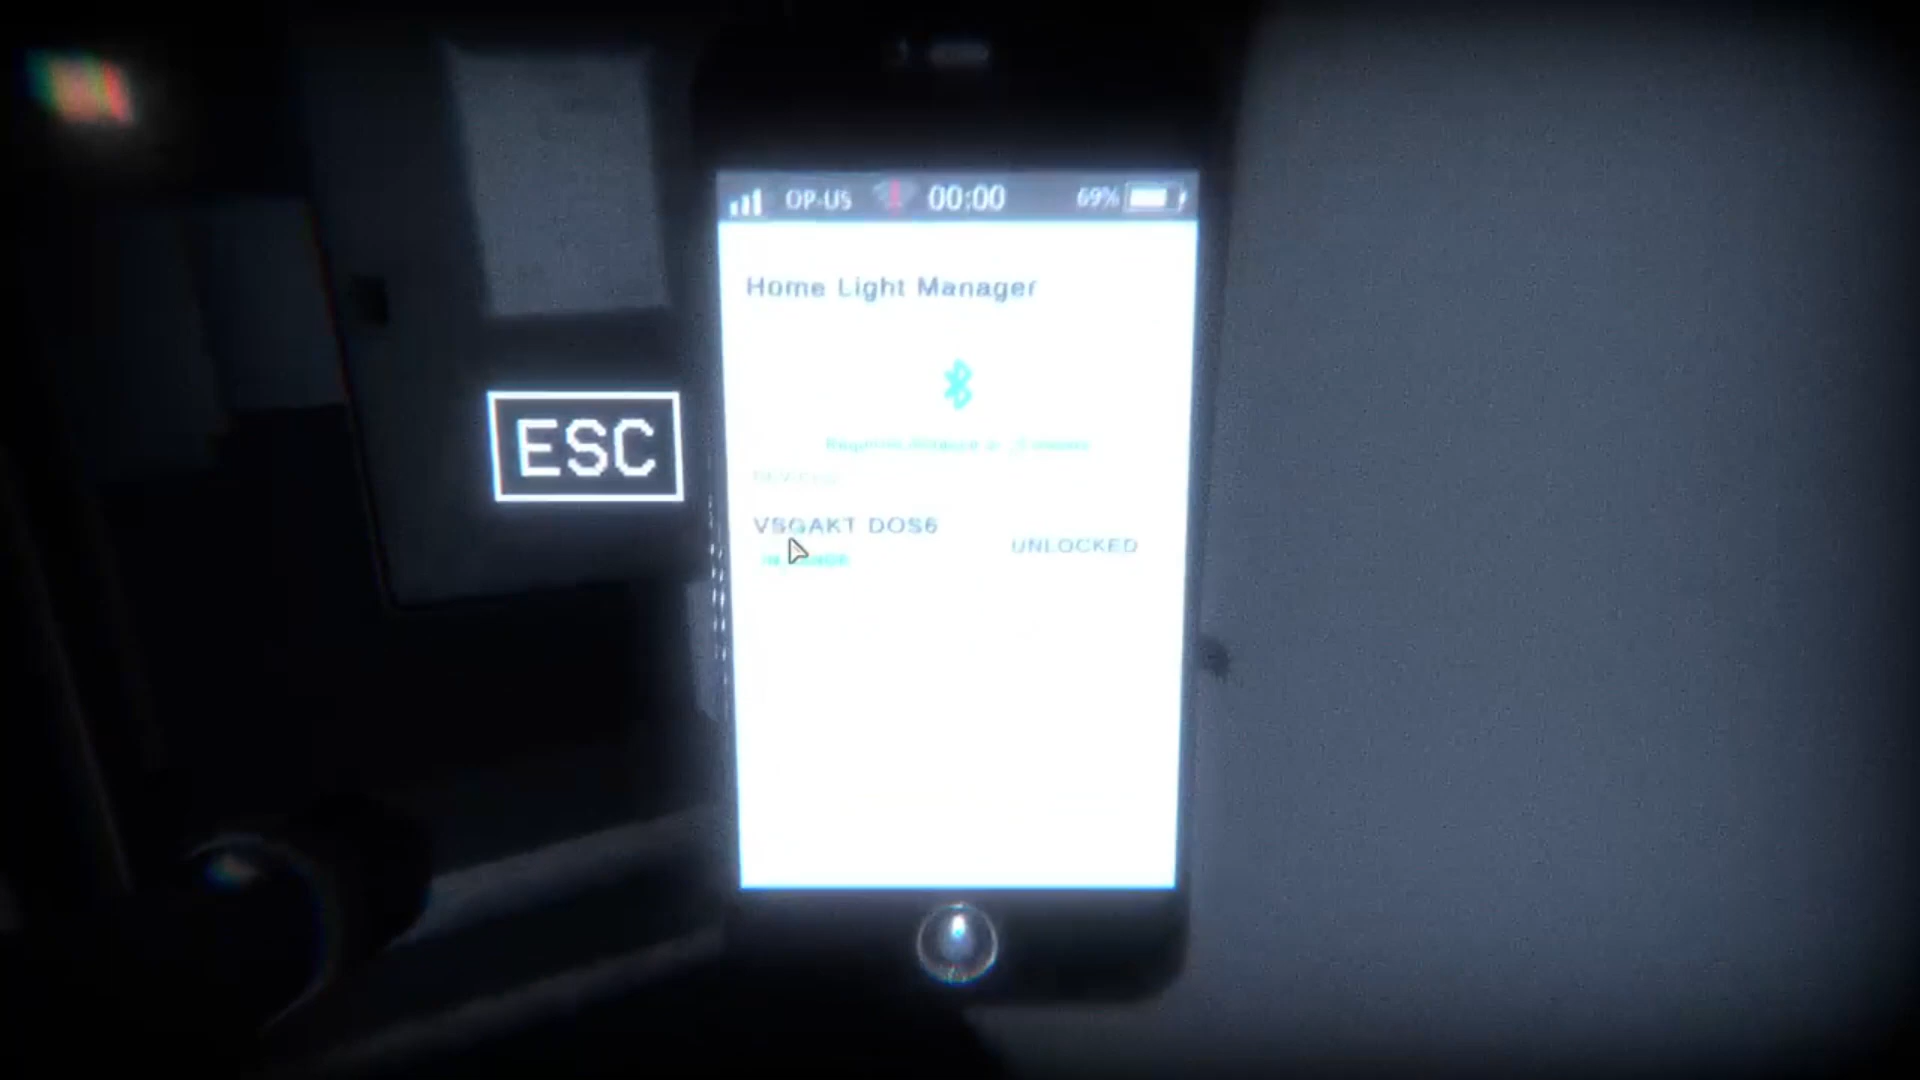 OP-US 00:00 69%
Home Light Manager
ESC
VSGAKT DOS6
UNLOCKED